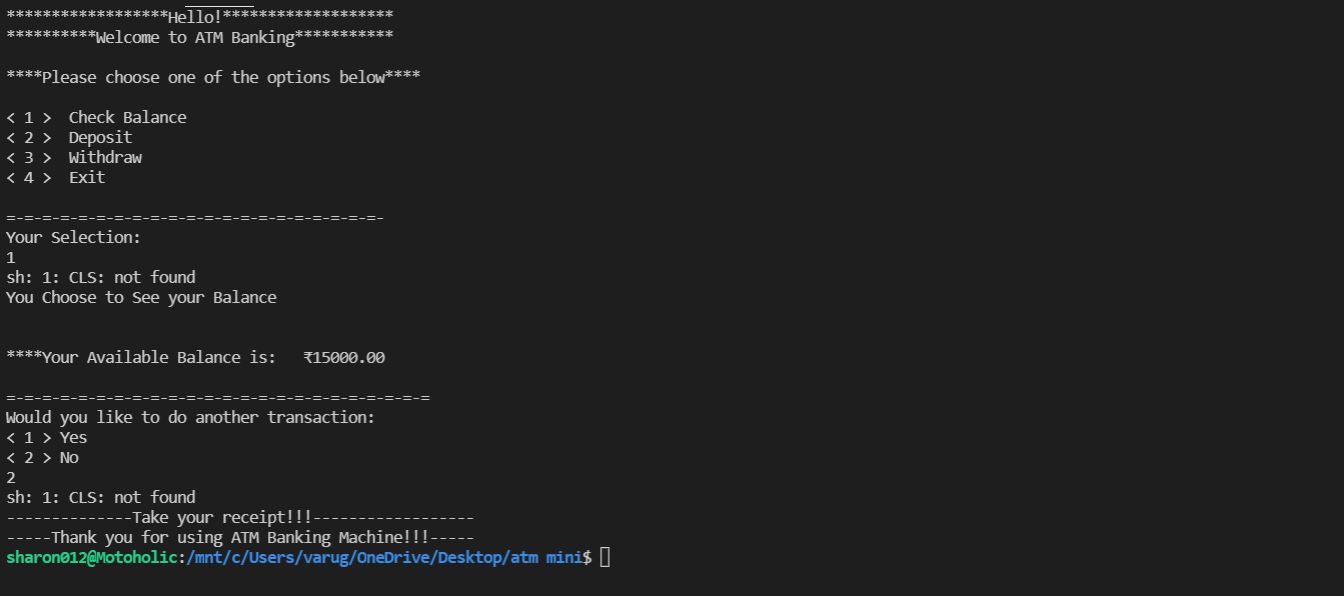 ******************Hello!*******************
**********Welcome to ATM Banking***********
****Please choose one of the options below****
< 1 >  Check Balance
< 2 >  Deposit
< 3 >  Withdraw
< 4 >  Exit
=-=-=-=-=-=-=-=-=-=-=-=-=-=-=-=-=-=-=-=-=-
Your Selection:
1
sh: 1: CLS: not found
You Choose to See your Balance
****Your Available Balance is:   ₹15000.00
=-=-=-=-=-=-=-=-=-=-=-=-=-=-=-=-=-=-=-=-=-=-=-=
Would you like to do another transaction:
< 1 > Yes
< 2 > No
2
sh: 1: CLS: not found
--------------Take your receipt!!!------------------
-----Thank you for using ATM Banking Machine!!!-----
sharon012@Motoholic:/mnt/c/Users/varug/OneDrive/Desktop/atm mini$